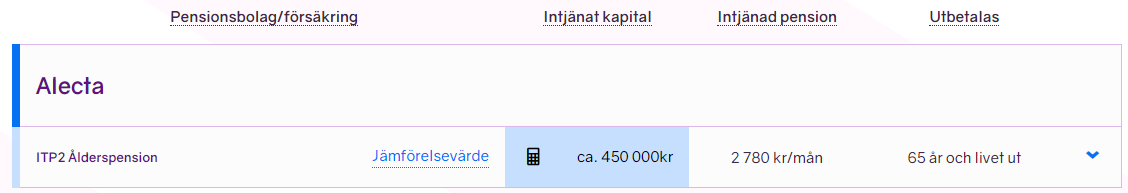 Pensionsbolag/försäkring Intjänat kapital Intjänad pension Utbetalas
Alecta
ITP2 Ålderspension Jämförelsevärde ca. 450 000kr 2 780 kr/mån 65 år och livet ut